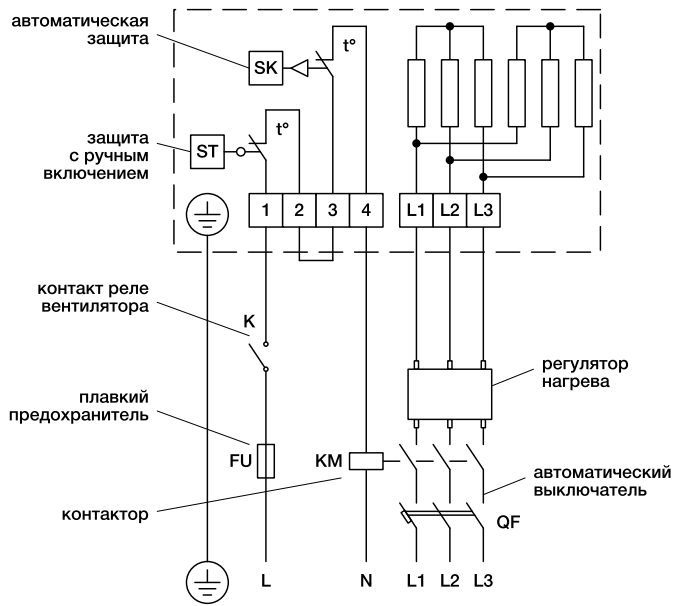 автоматическая
защита
SK
t°
защита
с ручным
включением
ST
t°
1 2 3 4 L1 L2 L3
контакт реле
вентилятора
K
регулятор
нагрева
плавкий
предохранитель
FU
KM
автоматический
выключатель
контактор
QF
L N L1 L2 L3